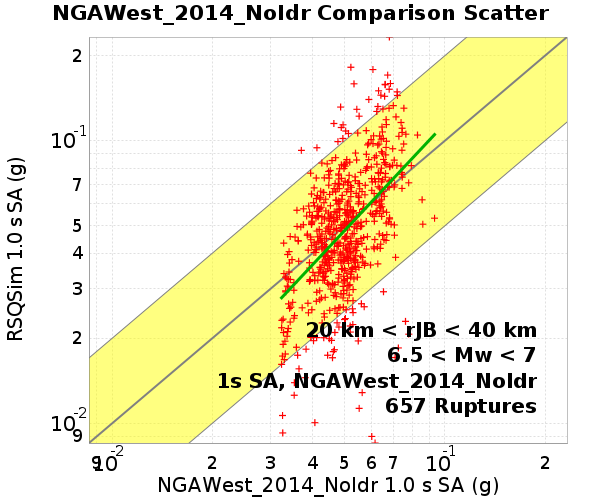 NGAWest_2014_NoIdr Comparison Scatter
RSQSim 1.0 s SA (g)
2
10-1
7
5
4
3
2
10-2
9
20 km < rJB < 40 km
6.5 < Mw < 7
1s SA, NGAWest_2014_NoIdr
657 Ruptures
9 10-2 2 3 4 5 6 7 10-1 2
NGAWest_2014_NoIdr 1.0 s SA (g)